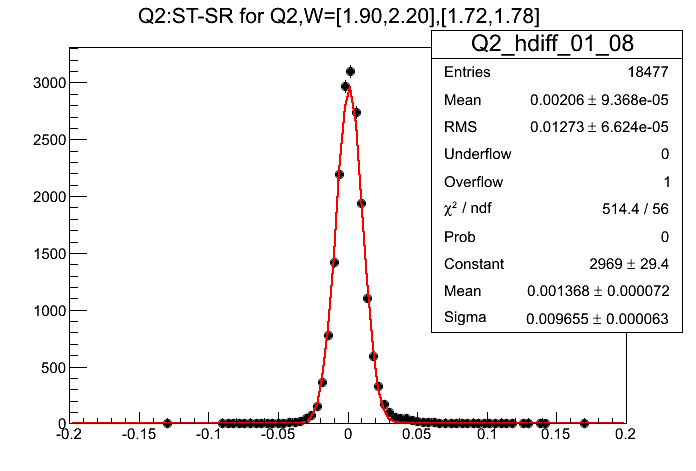 Q2:ST-SR for Q2,W=[1.90,2.20],[1.72,1.78]
Q2_hdiff_01_08
Entries 18477
Mean 0.00206 ± 9.368e-05
RMS 0.01273 ± 6.624e-05
Underflow 0
Overflow 1
χ² / ndf 514.4 / 56
Prob 0
Constant 2969 ± 29.4
Mean 0.001368 ± 0.000072
Sigma 0.009655 ± 0.000063
3000
2500
2000
1500
1000
500
0
-0.2 -0.15 -0.1 -0.05 0 0.05 0.1 0.15 0.2